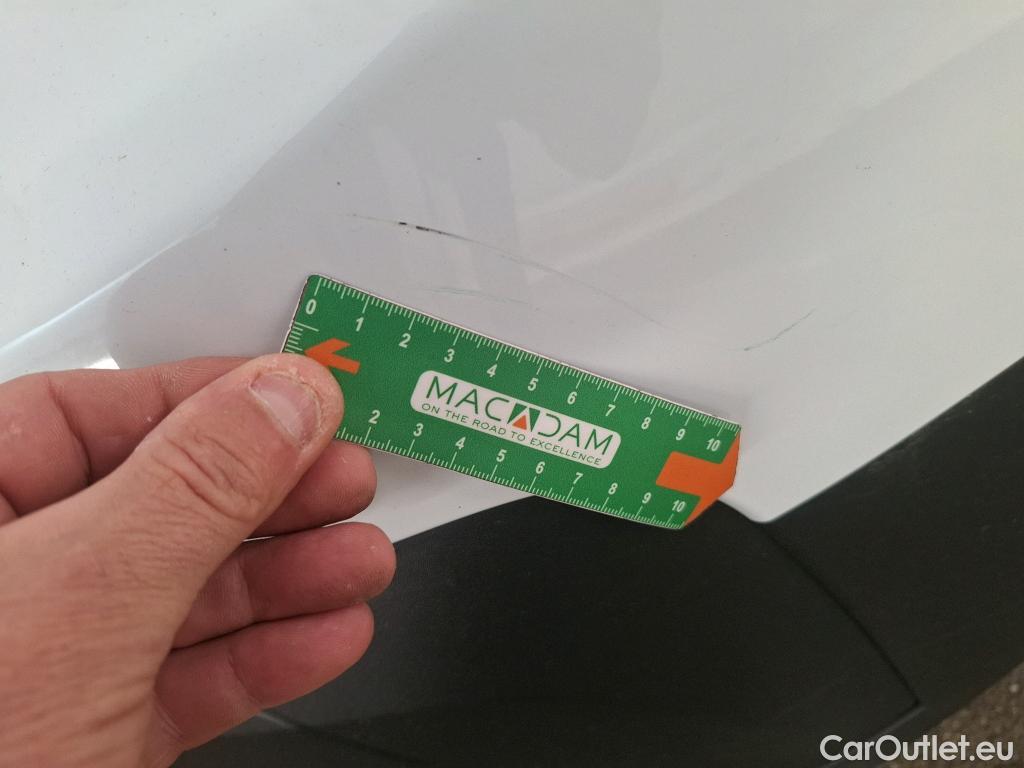 0 1 2 3 4 5 6 7 8 9 10
MACADAM
ON THE ROAD TO EXCELLENCE
2 3 4 5 6 7 8 9 10
CarOutlet.eu